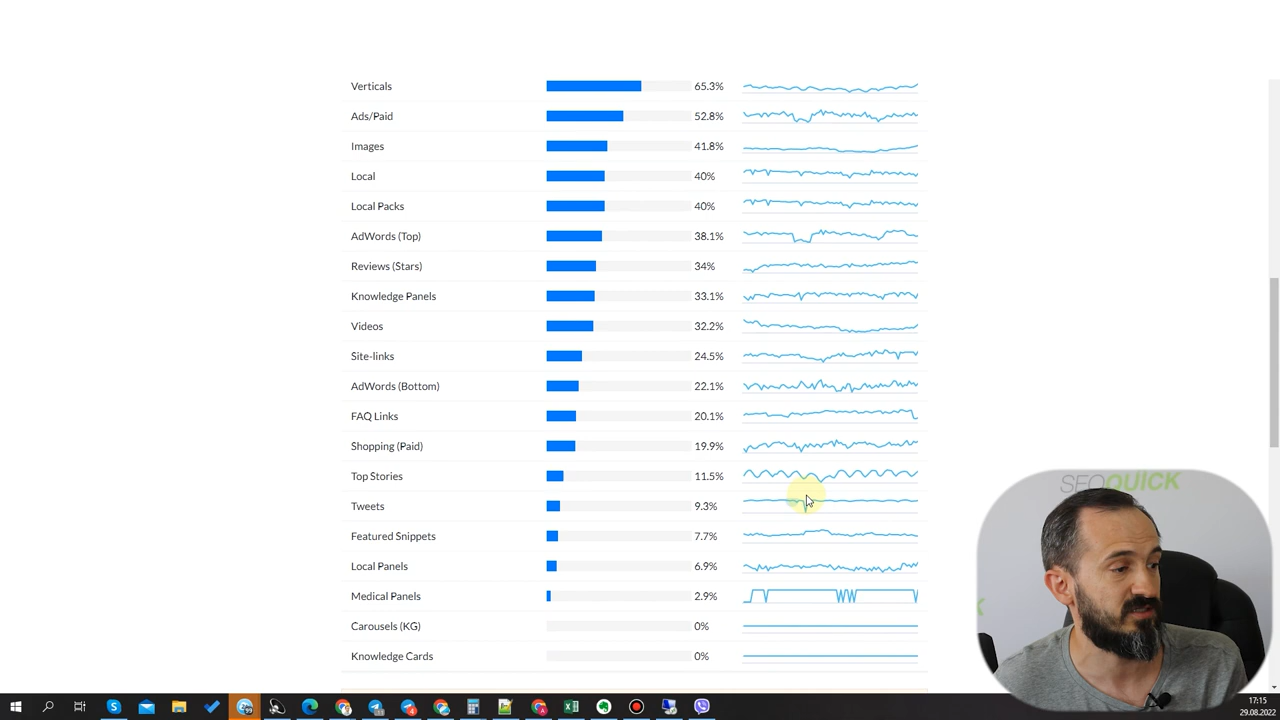 Verticals 65.3%
Ads/Paid 52.8%
Images 41.8%
Local 40%
Local Packs 40%
AdWords (Top) 38.1%
Reviews (Stars) 34%
Knowledge Panels 33.1%
Videos 32.2%
Site-links 24.5%
AdWords (Bottom) 22.1%
FAQ Links 20.1%
Shopping (Paid) 19.9%
Top Stories 11.5%
Tweets 9.3%
Featured Snippets 7.7%
Local Panels 6.9%
Medical Panels 2.9%
Carousels (KG) 0%
Knowledge Cards 0%
SEOQUICK
17:15
29.08.2022